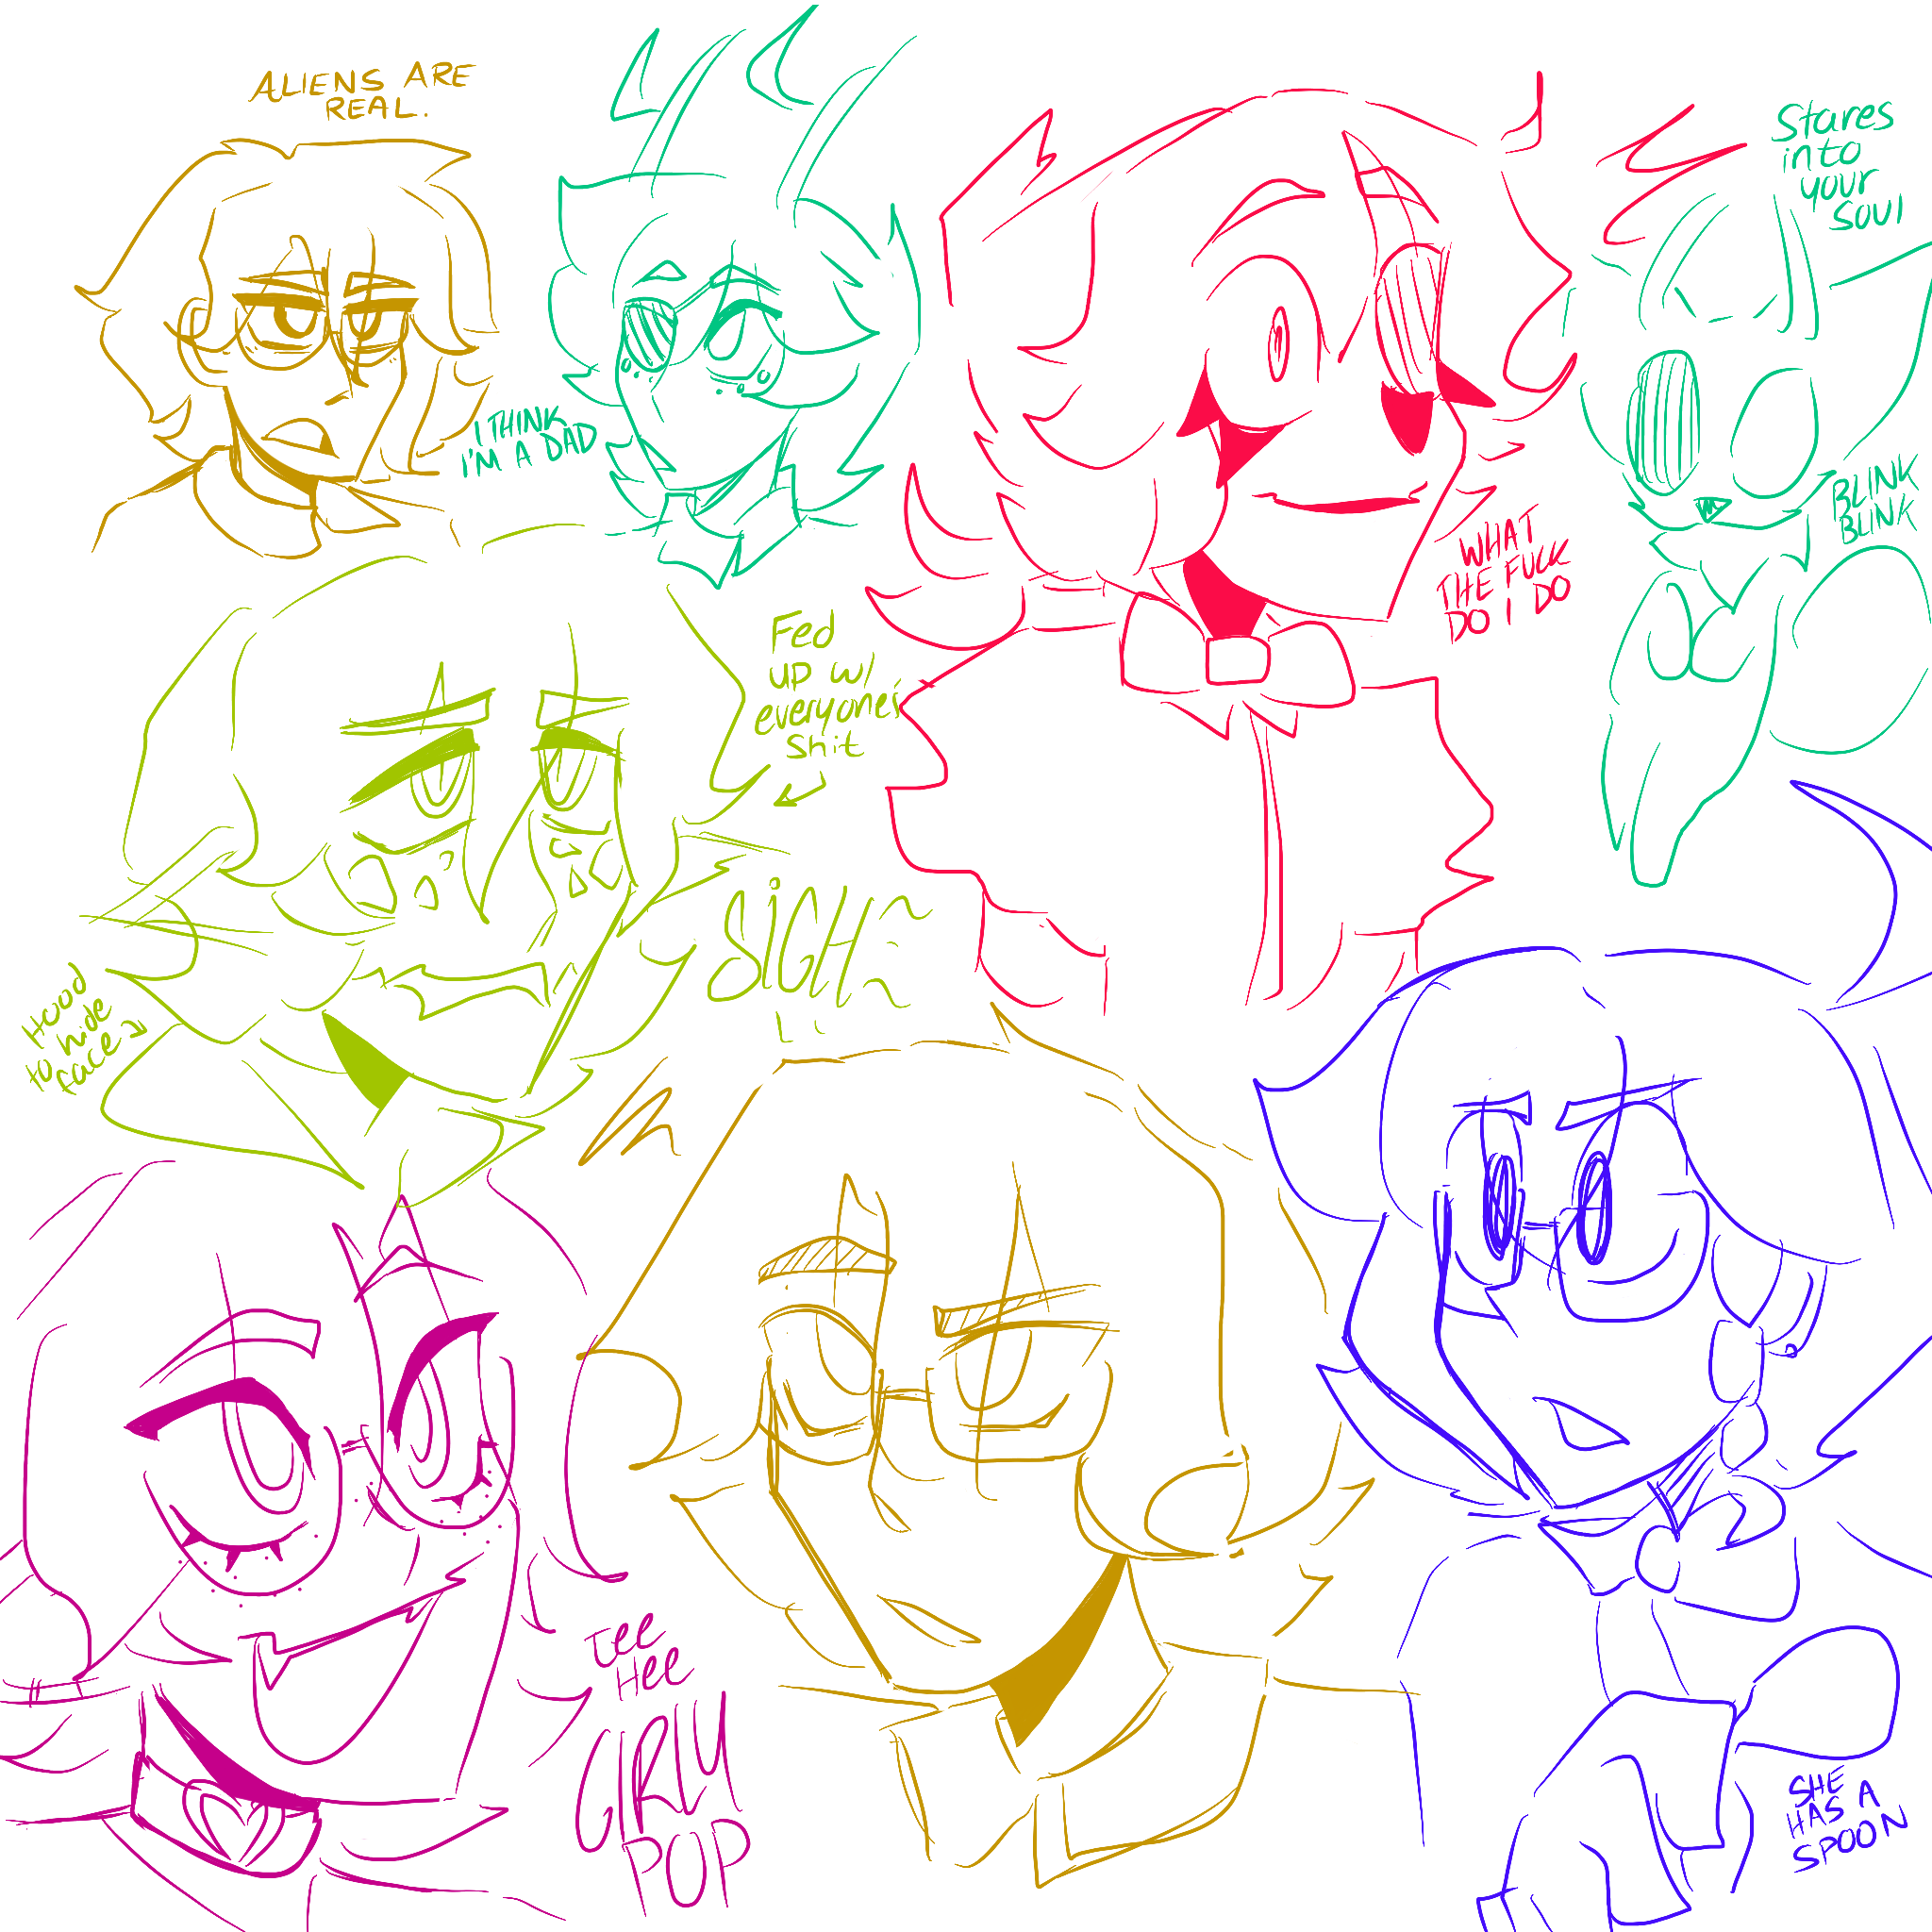 ALIENS ARE
REAL.
I THINK
I'M A DAD
WHAT
THE FUCK
DO I DO
Stares
into
your
soul
BLINK
BLINK
Fed
up w/
everyone's
shit
SIGH
HOOD
to hide
face
TEE
HEE
GIRLY
POP
SHE
HAS A
SPOON